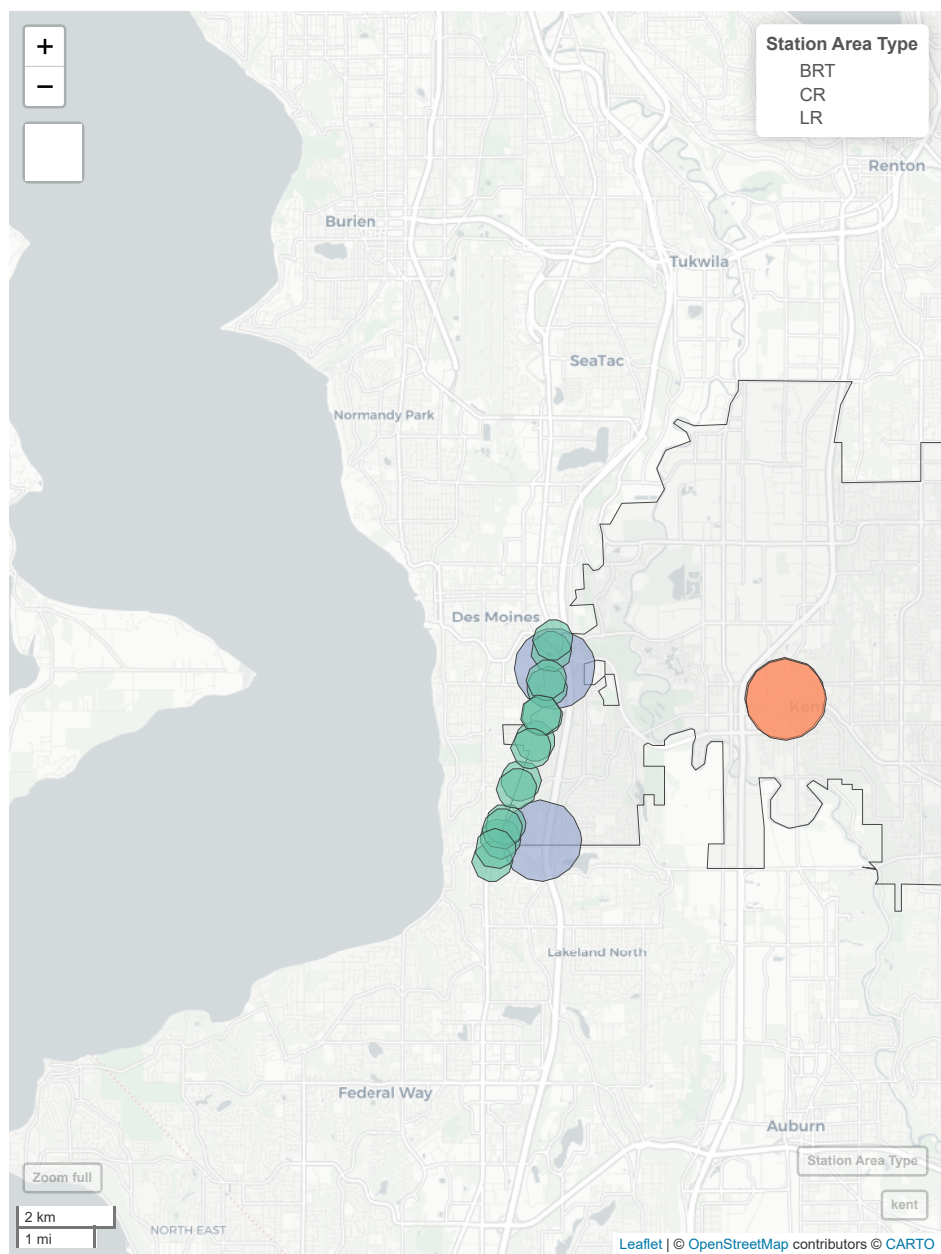 +
−
Station Area Type
BRT
CR
LR
Renton
Burien
Tukwila
SeaTac
Normandy Park
Des Moines
Kent
Lakeland North
Federal Way
Auburn
Station Area Type
Zoom full
kent
2 km
1 mi
NORTH EAST
Leaflet | © OpenStreetMap contributors © CARTO